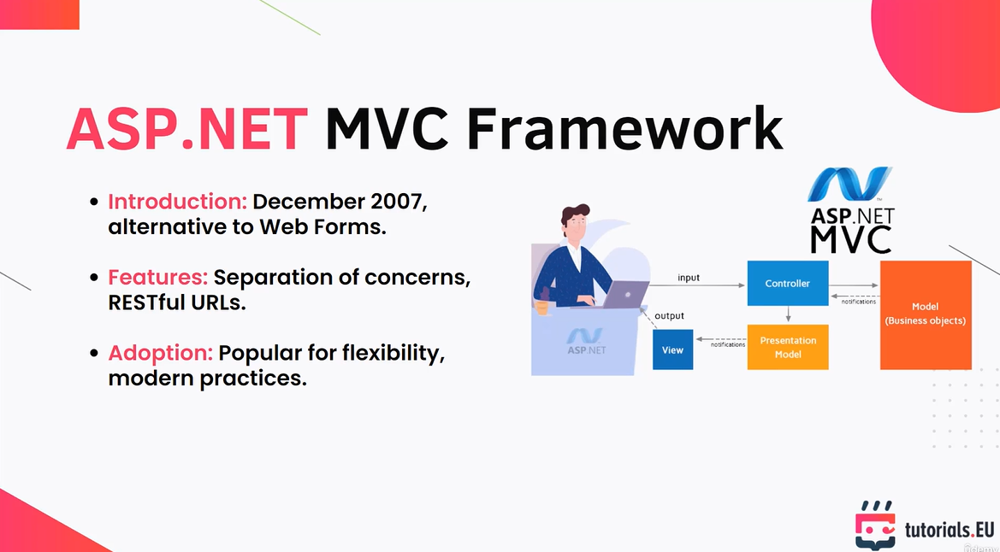 ASP.NET MVC Framework
• Introduction: December 2007,
alternative to Web Forms.
• Features: Separation of concerns,
RESTful URLs.
• Adoption: Popular for flexibility,
modern practices.
ASP.NET
MVC
TM
input
Controller
notifications
Model
(Business objects)
output
View
notifications
Presentation
Model
ASP.NET
tutorials.EU
Udemy